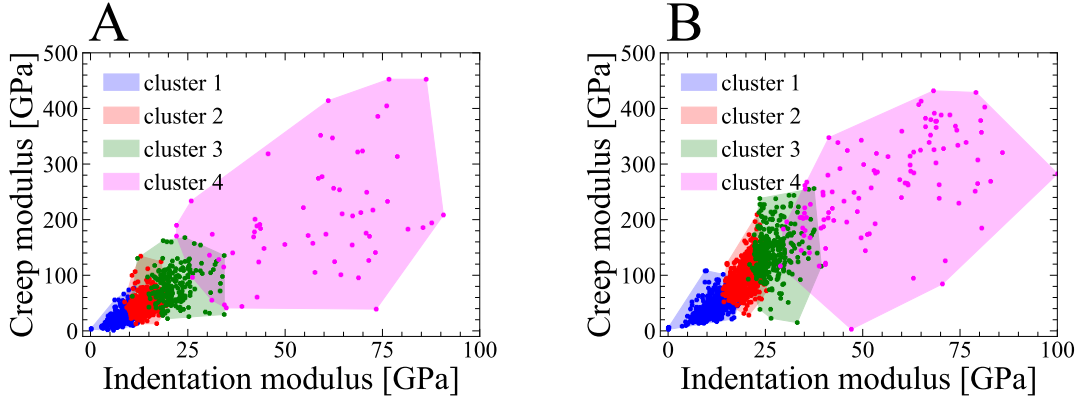 A
Creep modulus [GPa]
500
400
300
200
100
0
cluster 1
cluster 2
cluster 3
cluster 4
0 25 50 75 100
Indentation modulus [GPa]
B
Creep modulus [GPa]
500
400
300
200
100
0
cluster 1
cluster 2
cluster 3
cluster 4
0 25 50 75 100
Indentation modulus [GPa]